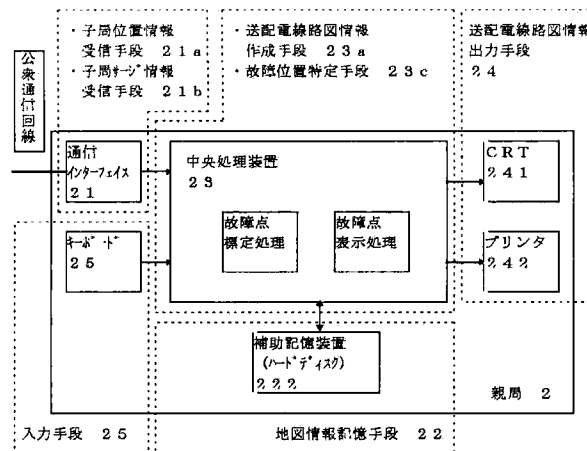 ・子局位置情報
受信手段 21a
・子局ｻｰｼﾞ情報
受信手段 21b
・送配電線路図情報
作成手段 23a
・故障位置特定手段 23c
送配電線路図情報
出力手段
24
公衆通信回線
通信
ｲﾝﾀｰﾌｪｲｽ
21
中央処理装置
23
故障点
標定処理
故障点
表示処理
CRT
241
キーボード
25
プリンタ
242
補助記憶装置
(ﾊｰﾄﾞﾃﾞｨｽｸ)
222
親局 2
入力手段 25
地図情報記憶手段 22